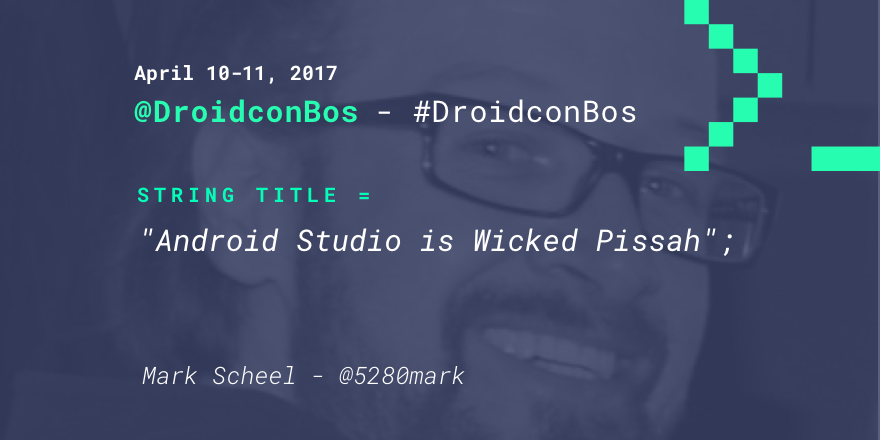 April 10-11, 2017
@DroidconBos - #DroidconBos
STRING TITLE =
"Android Studio is Wicked Pissah";
Mark Scheel - @5280mark